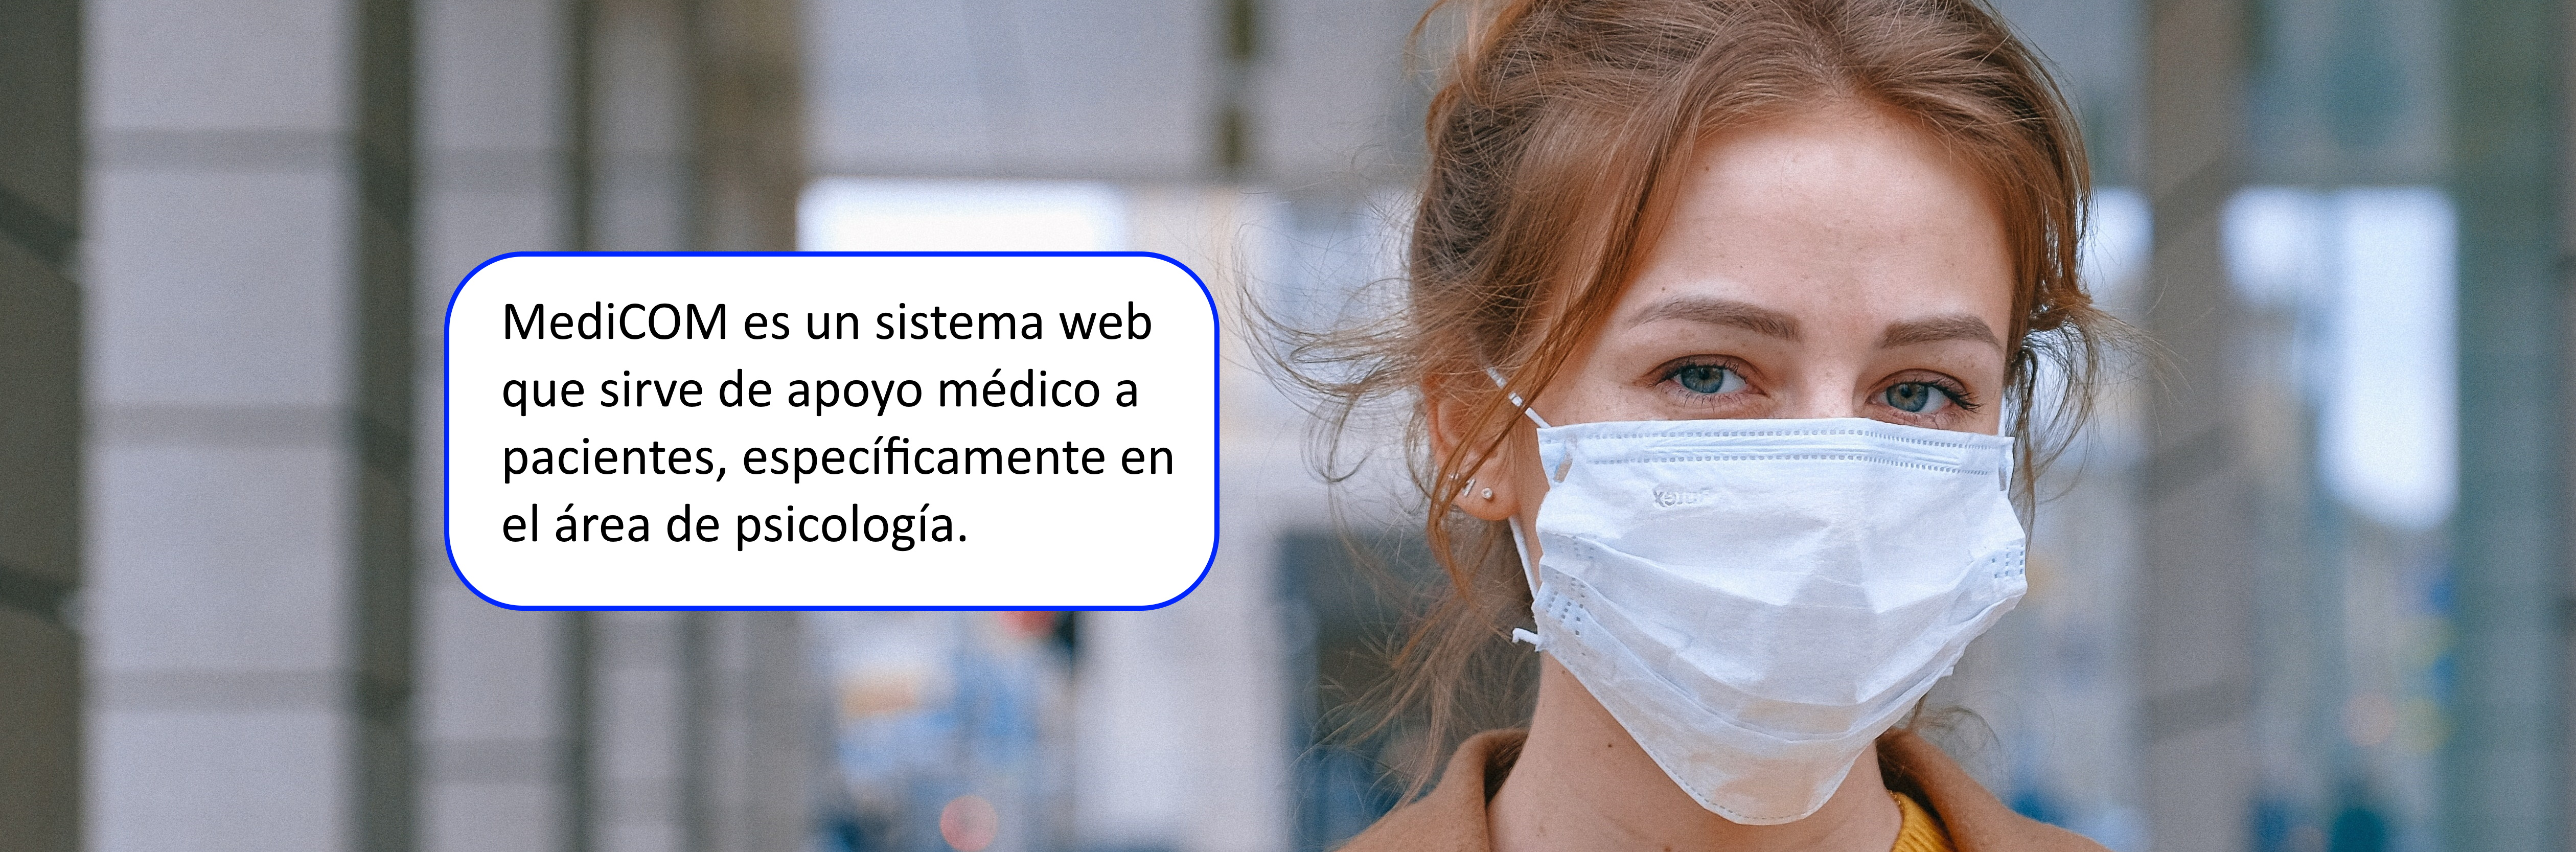 MediCOM es un sistema web
que sirve de apoyo médico a
pacientes, específicamente en
el área de psicología.